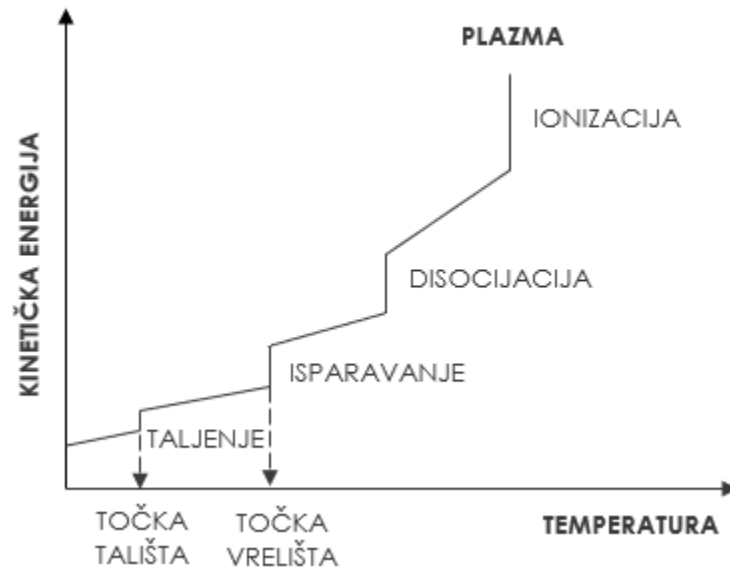 PLAZMA
IONIZACIJA
KINETIČKA ENERGIJA
DISOCIJACIJA
ISPARAVANJE
TALJENJE
TOČKA
TALIŠTA
TOČKA
VRELIŠTA
TEMPERATURA